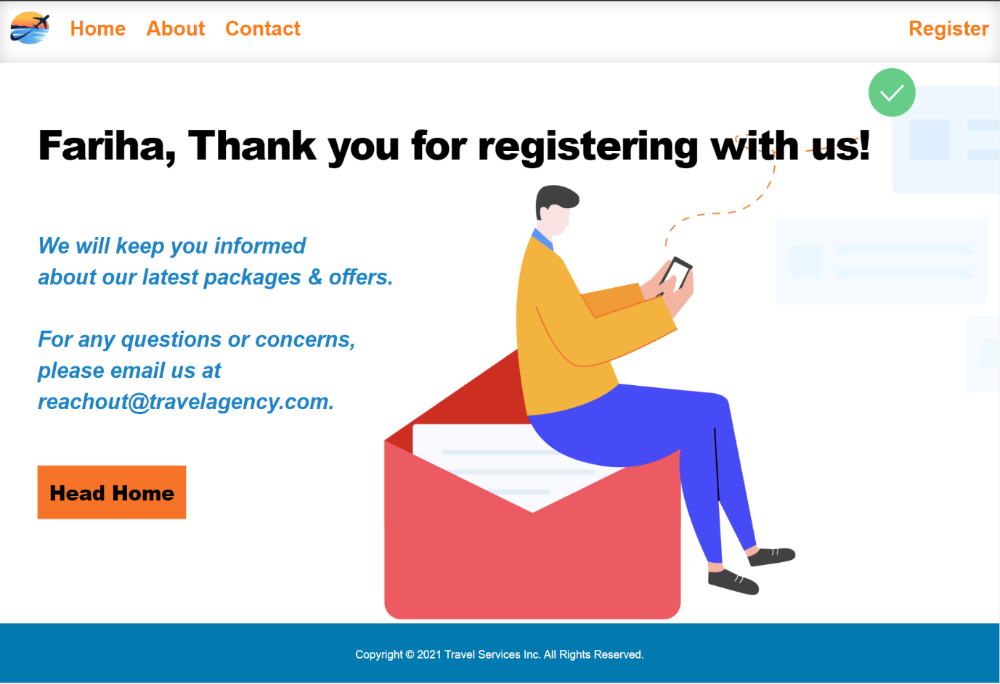 Home About Contact Register
Fariha, Thank you for registering with us!
We will keep you informed
about our latest packages & offers.
For any questions or concerns,
please email us at
reachout@travelagency.com.
Head Home
Copyright © 2021 Travel Services Inc. All Rights Reserved.